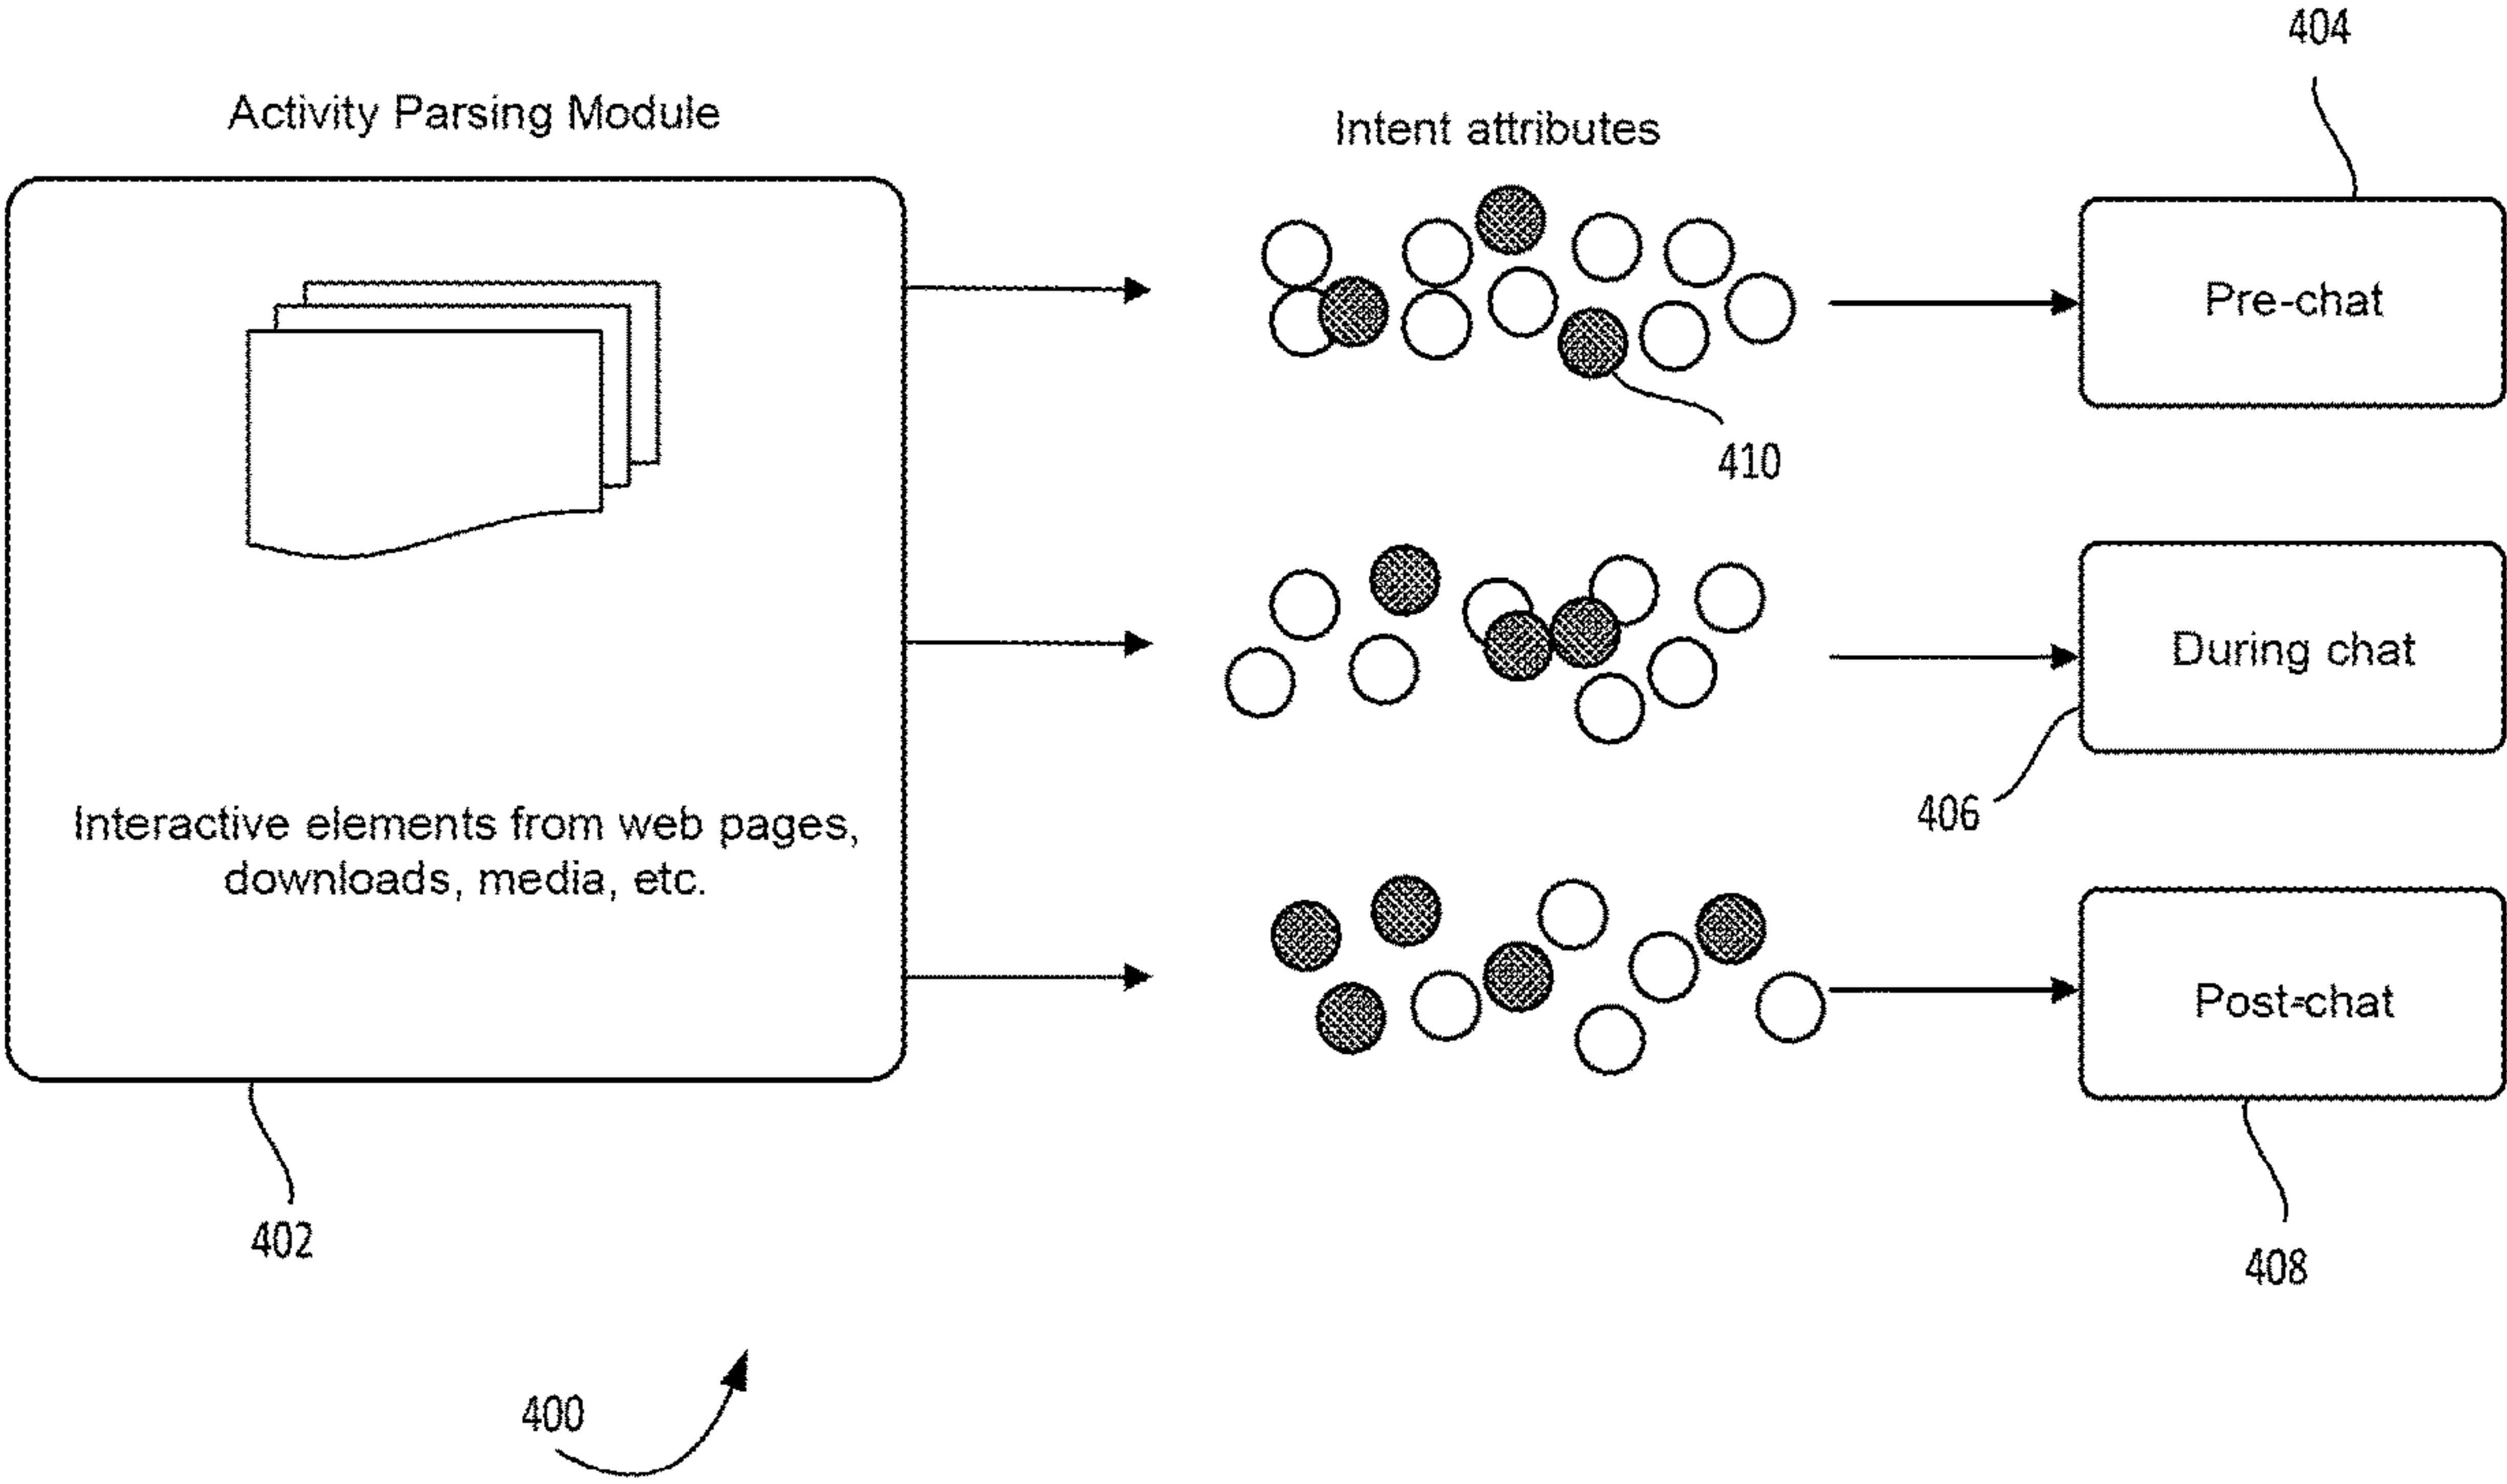 404
Activity Parsing Module
Intent attributes
Pre-chat
410
During chat
406
Interactive elements from web pages,
downloads, media, etc.
Post-chat
402
408
400